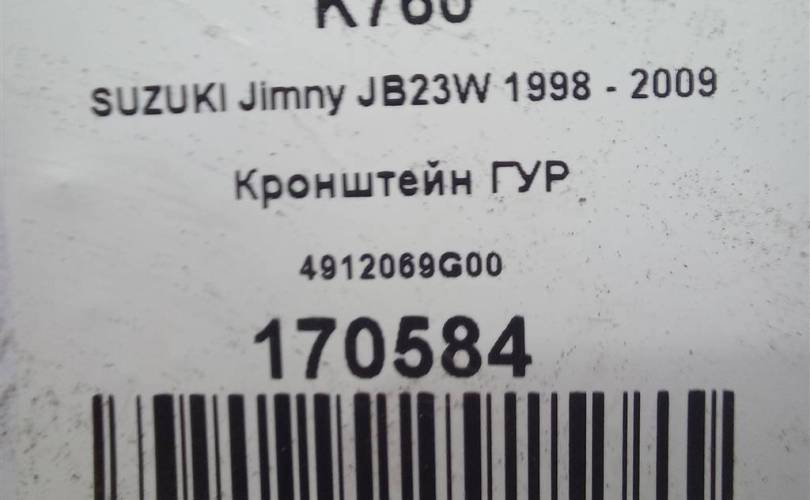 K760
SUZUKI Jimny JB23W 1998 - 2009
Кронштейн ГУР
4912069G00
170584